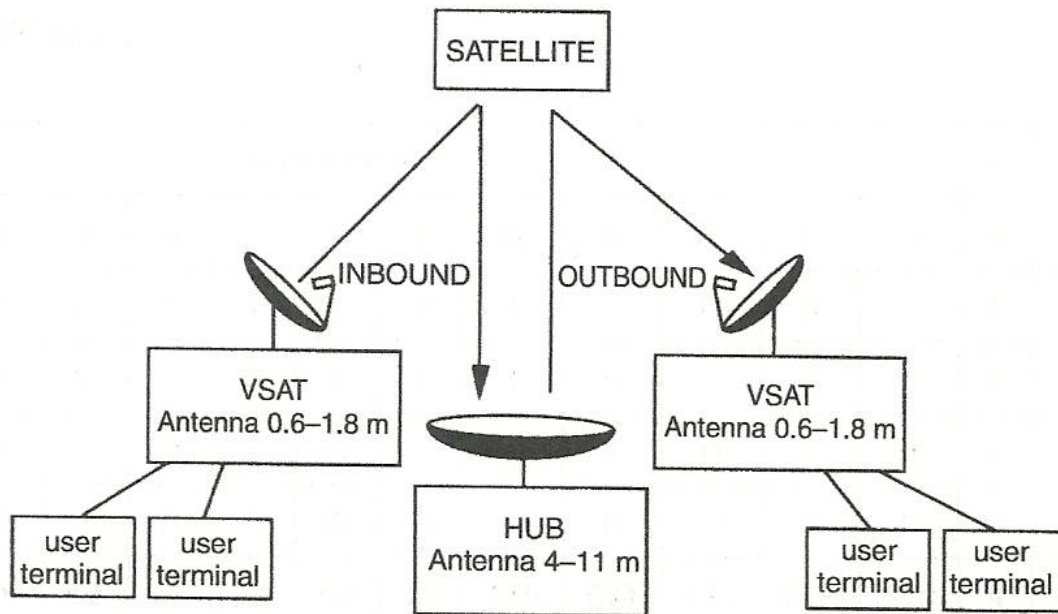 SATELLITE
INBOUND
OUTBOUND
VSAT
Antenna 0.6–1.8 m
VSAT
Antenna 0.6–1.8 m
HUB
Antenna 4–11 m
user
terminal
user
terminal
user
terminal
user
terminal